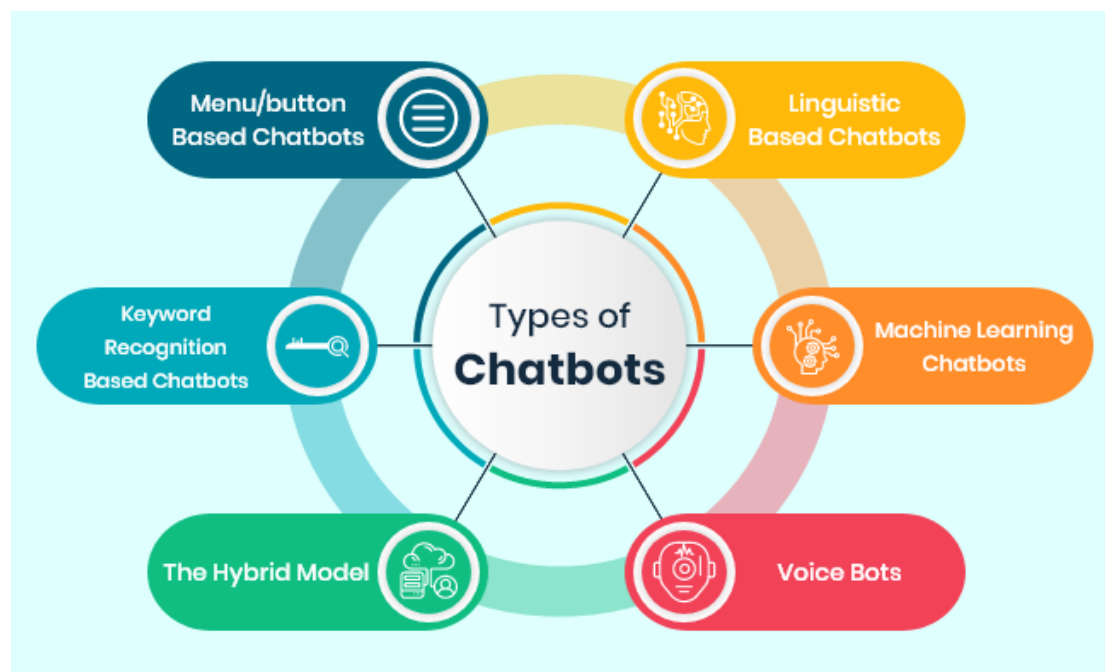 Menu/button
Based Chatbots
Linguistic
Based Chatbots
Keyword
Recognition
Based Chatbots
Types of
Chatbots
Machine Learning
Chatbots
The Hybrid Model
Voice Bots